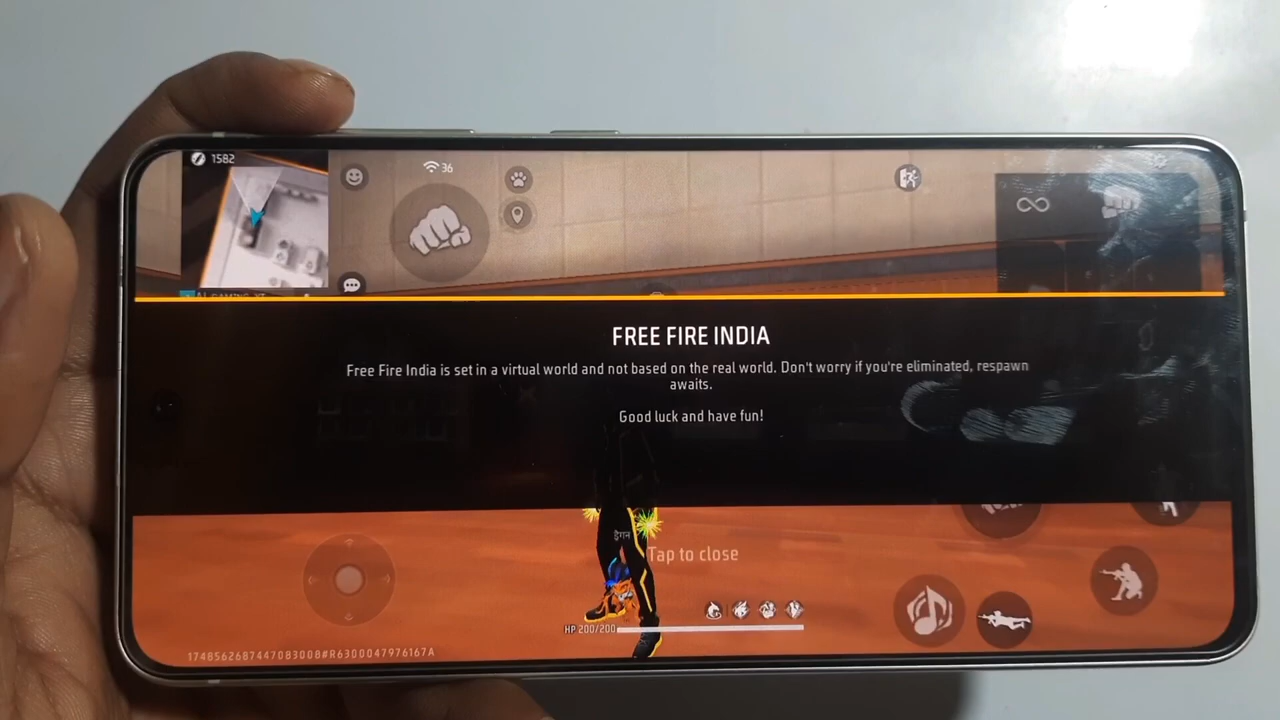 1582
36
FREE FIRE INDIA
Free Fire India is set in a virtual world and not based on the real world. Don't worry if you're eliminated, respawn
awaits.
Good luck and have fun!
Tap to close
HP 200/200
1748562687447083008#R6300047976167A